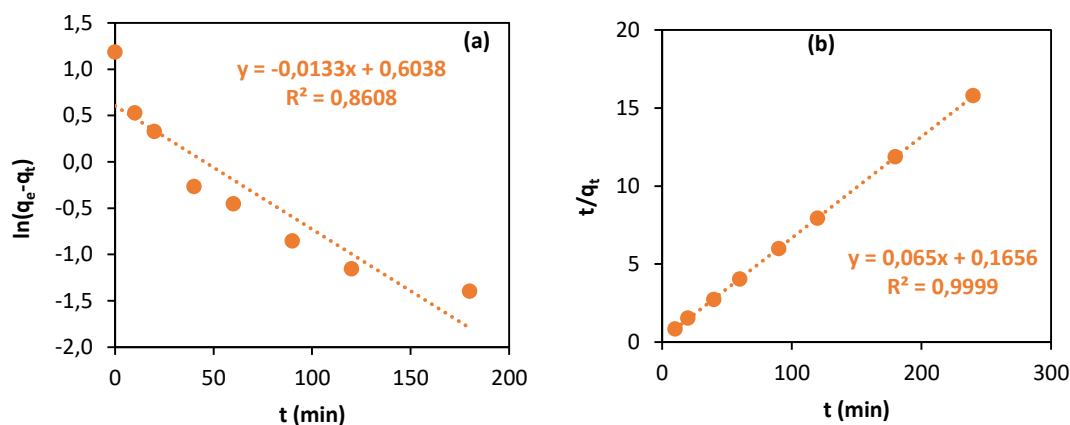 (a)
y = -0,0133x + 0,6038
R² = 0,8608
ln(qe-qt)
1,5
1,0
0,5
0,0
-0,5
-1,0
-1,5
-2,0
0 50 100 150 200
t (min)
(b)
y = 0,065x + 0,1656
R² = 0,9999
t/qt
20
15
10
5
0
0 100 200 300
t (min)